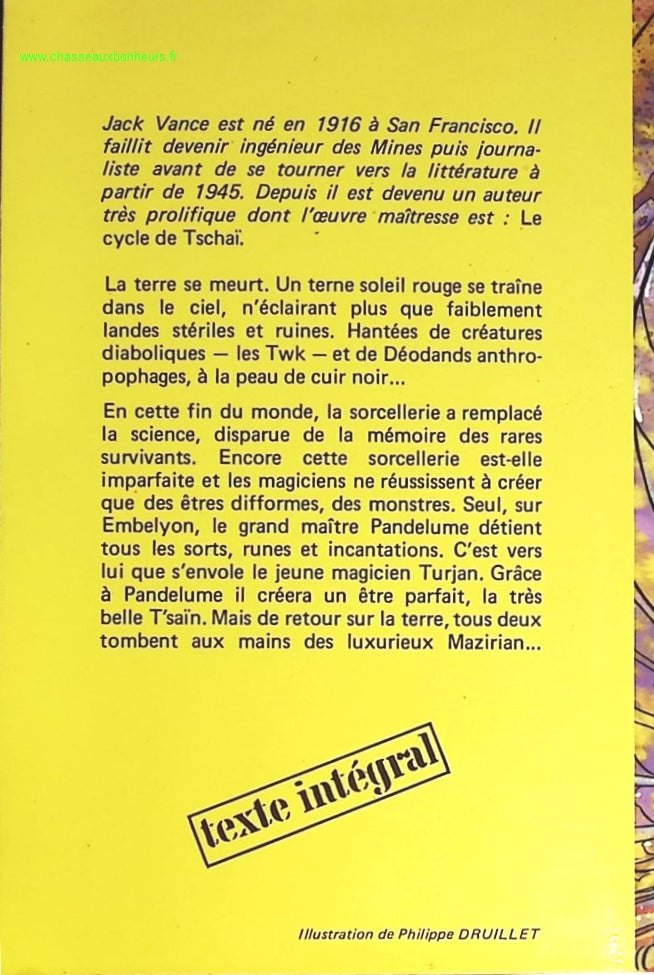 www.chasseauxbonheurs.fr
Jack Vance est né en 1916 à San Francisco. Il
faillit devenir ingénieur des Mines puis journa-
liste avant de se tourner vers la littérature à
partir de 1945. Depuis il est devenu un auteur
très prolifique dont l'œuvre maîtresse est : Le
cycle de Tschaï.
La terre se meurt. Un terne soleil rouge se traîne
dans le ciel, n'éclairant plus que faiblement
landes stériles et ruines. Hantées de créatures
diaboliques — les Twk — et de Déodands anthro-
pophages, à la peau de cuir noir...
En cette fin du monde, la sorcellerie a remplacé
la science, disparue de la mémoire des rares
survivants. Encore cette sorcellerie est-elle
imparfaite et les magiciens ne réussissent à créer
que des êtres difformes, des monstres. Seul, sur
Embelyon, le grand maître Pandelume détient
tous les sorts, runes et incantations. C'est vers
lui que s'envole le jeune magicien Turjan. Grâce
à Pandelume il créera un être parfait, la très
belle T'saïn. Mais de retour sur la terre, tous deux
tombent aux mains des luxurieux Mazirian...
texte intégral
Illustration de Philippe DRUILLET